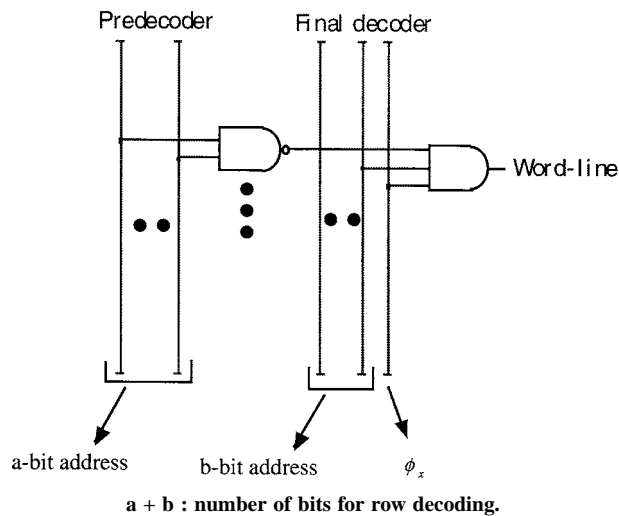 Predecoder
Final decoder
Word-line
a-bit address
b-bit address
ϕx
a + b : number of bits for row decoding.